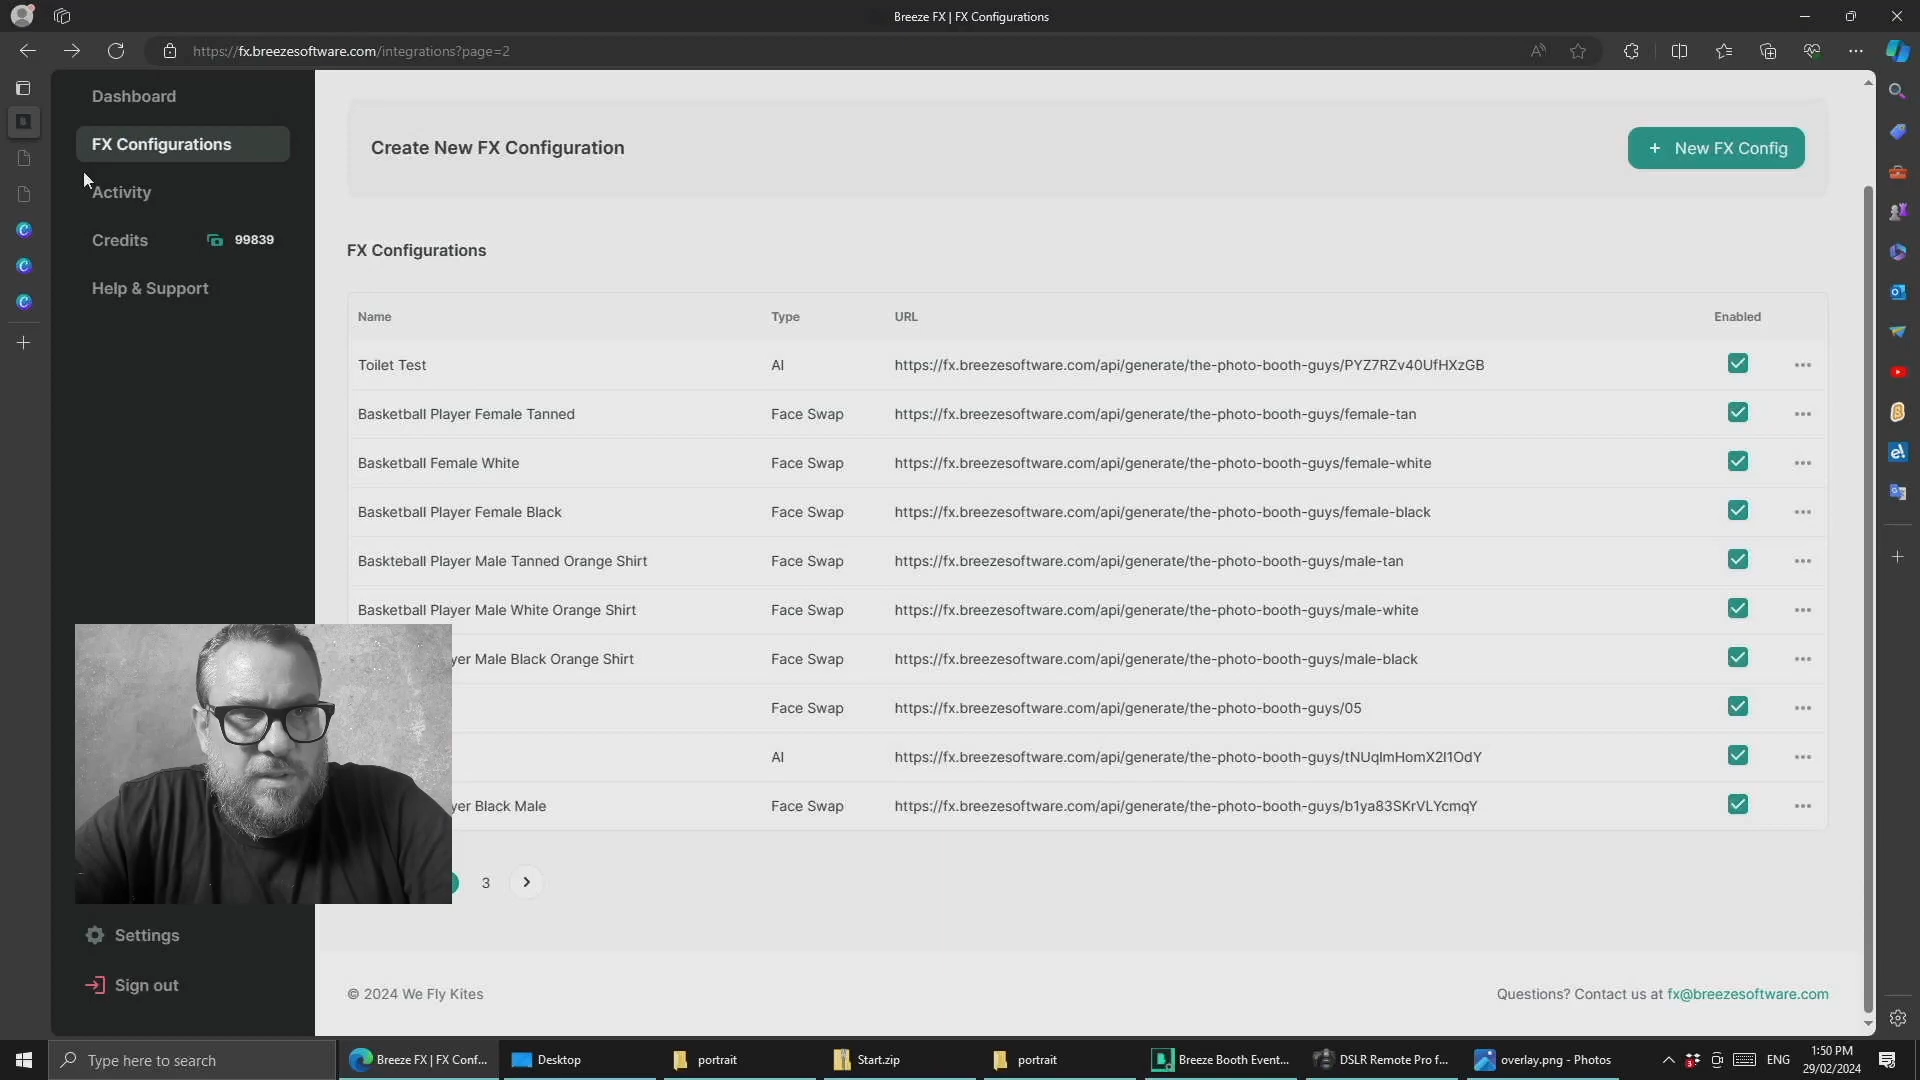 Breeze FX | FX Configurations
https://fx.breezesoftware.com/integrations?page=2
Dashboard
FX Configurations
Activity
Credits 99839
Help & Support
Settings
Sign out
Create New FX Configuration
+ New FX Config
FX Configurations
Name Type URL Enabled
Toilet Test AI https://fx.breezesoftware.com/api/generate/the-photo-booth-guys/PYZ7RZv40UfHXzGB
Basketball Player Female Tanned Face Swap https://fx.breezesoftware.com/api/generate/the-photo-booth-guys/female-tan
Basketball Female White Face Swap https://fx.breezesoftware.com/api/generate/the-photo-booth-guys/female-white
Basketball Player Female Black Face Swap https://fx.breezesoftware.com/api/generate/the-photo-booth-guys/female-black
Baskteball Player Male Tanned Orange Shirt Face Swap https://fx.breezesoftware.com/api/generate/the-photo-booth-guys/male-tan
Basketball Player Male White Orange Shirt Face Swap https://fx.breezesoftware.com/api/generate/the-photo-booth-guys/male-white
yer Male Black Orange Shirt Face Swap https://fx.breezesoftware.com/api/generate/the-photo-booth-guys/male-black
Face Swap https://fx.breezesoftware.com/api/generate/the-photo-booth-guys/05
AI https://fx.breezesoftware.com/api/generate/the-photo-booth-guys/tNUqlmHomX2I1OdY
yer Black Male Face Swap https://fx.breezesoftware.com/api/generate/the-photo-booth-guys/b1ya83SKrVLYcmqY
3
© 2024 We Fly Kites
Questions? Contact us at fx@breezesoftware.com
Type here to search
Breeze FX | FX Conf...
Desktop
portrait
Start.zip
portrait
Breeze Booth Event...
DSLR Remote Pro f...
overlay.png - Photos
ENG
1:50 PM
29/02/2024